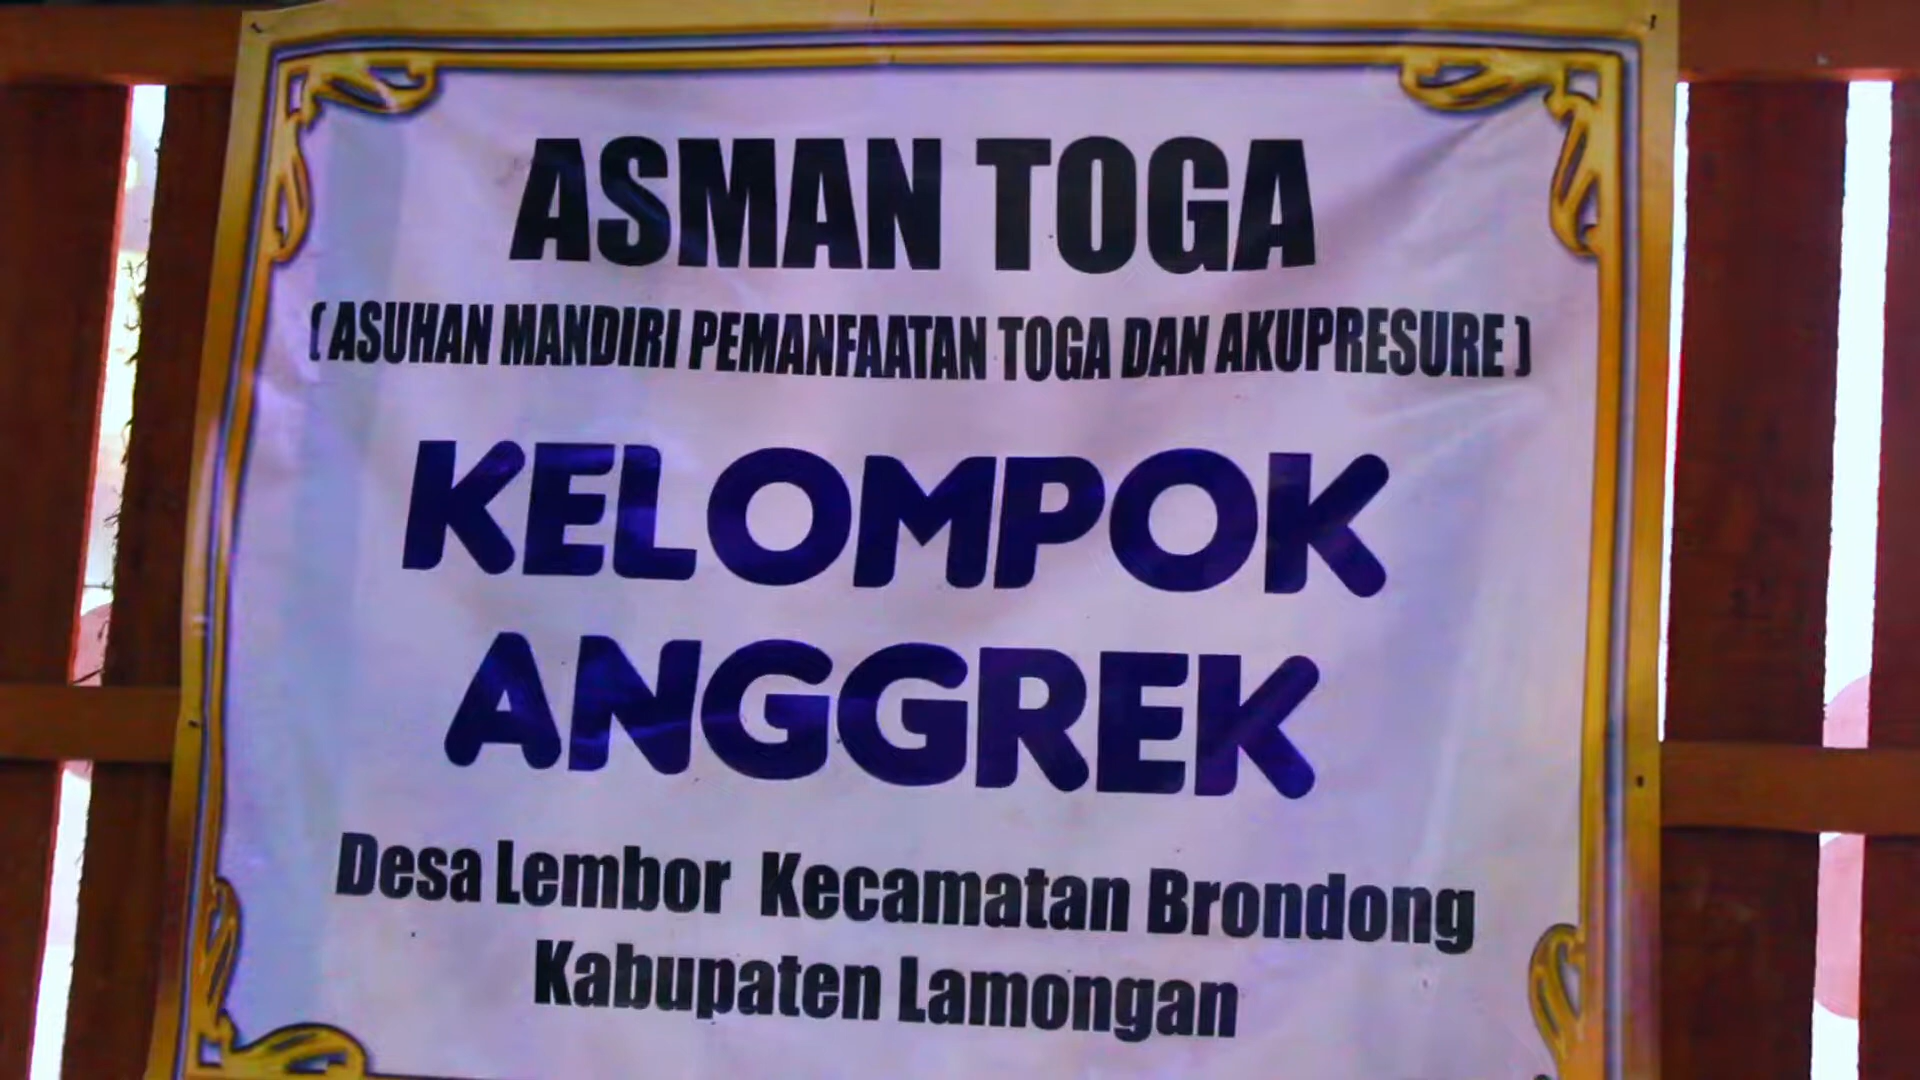 ASMAN TOGA
( ASUHAN MANDIRI PEMANFAATAN TOGA DAN AKUPRESURE )
KELOMPOK
ANGGREK
Desa Lembor Kecamatan Brondong
Kabupaten Lamongan